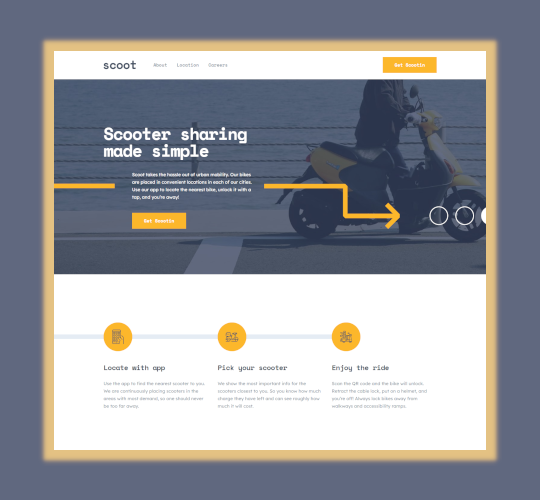 scoot
About Location Careers
Get Scootin
Scooter sharing
made simple
Scoot takes the hassle out of urban mobility. Our bikes
are placed in convenient locations in each of our cities.
Use our app to locate the nearest bike, unlock it with a
tap, and you're away!
Get Scootin
Locate with app
Use the app to find the nearest scooter to you.
We are continuously placing scooters in the
areas with most demand, so one should never
be too far away.
Pick your scooter
We show the most important info for the
scooters closest to you. So you know how much
charge they have left and can see roughly how
much it will cost.
Enjoy the ride
Scan the QR code and the bike will unlock.
Retract the cable lock, put on a helmet, and
you're off! Always lock bikes away from
walkways and accessibility ramps.